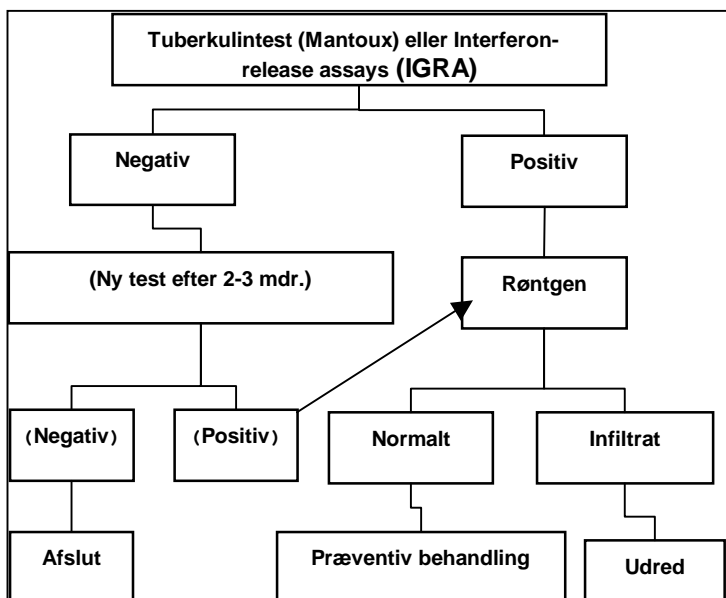 Tuberkulintest (Mantoux) eller Interferon-
release assays (IGRA)
Negativ
Positiv
(Ny test efter 2-3 mdr.)
Røntgen
(Negativ)
(Positiv)
Normalt
Infiltrat
Afslut
Præventiv behandling
Udred